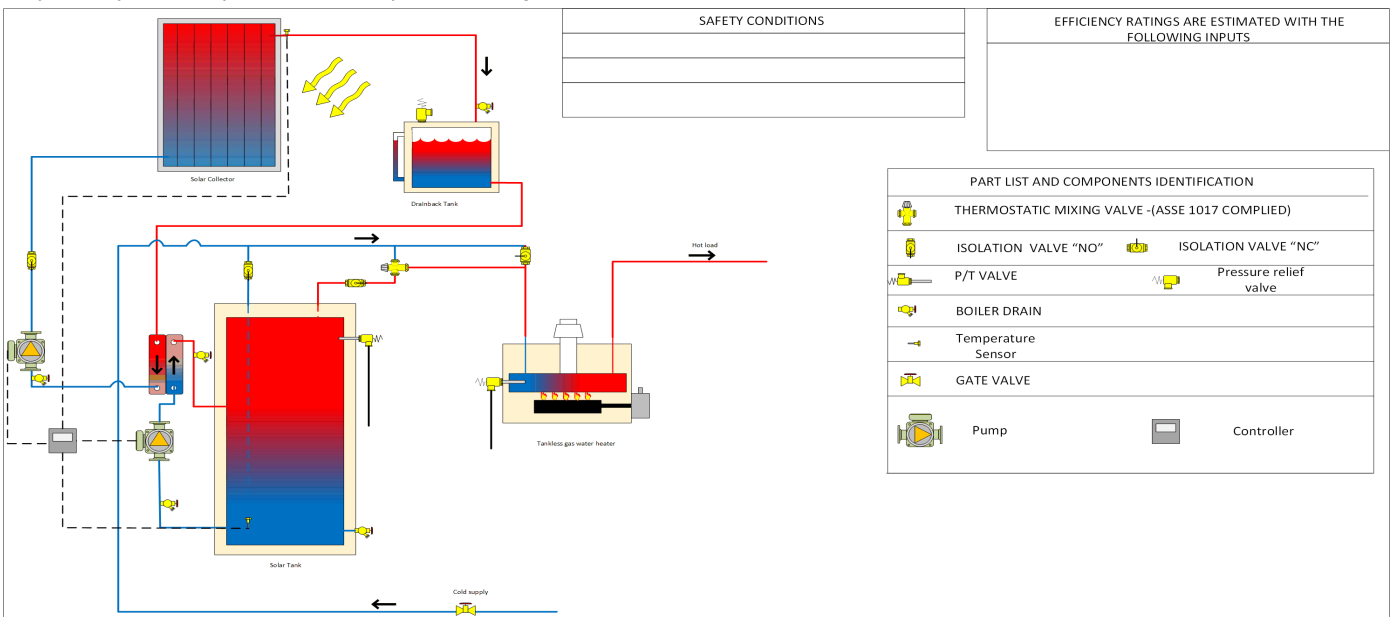 SAFETY CONDITIONS
EFFICIENCY RATINGS ARE ESTIMATED WITH THE
FOLLOWING INPUTS
Solar Collector
Drainback Tank
PART LIST AND COMPONENTS IDENTIFICATION
THERMOSTATIC MIXING VALVE -(ASSE 1017 COMPLIED)
ISOLATION VALVE “NO”
ISOLATION VALVE “NC”
P/T VALVE
Pressure relief
valve
BOILER DRAIN
Temperature
Sensor
GATE VALVE
Pump
Controller
Hot load
Tankless gas water heater
Solar Tank
Cold supply